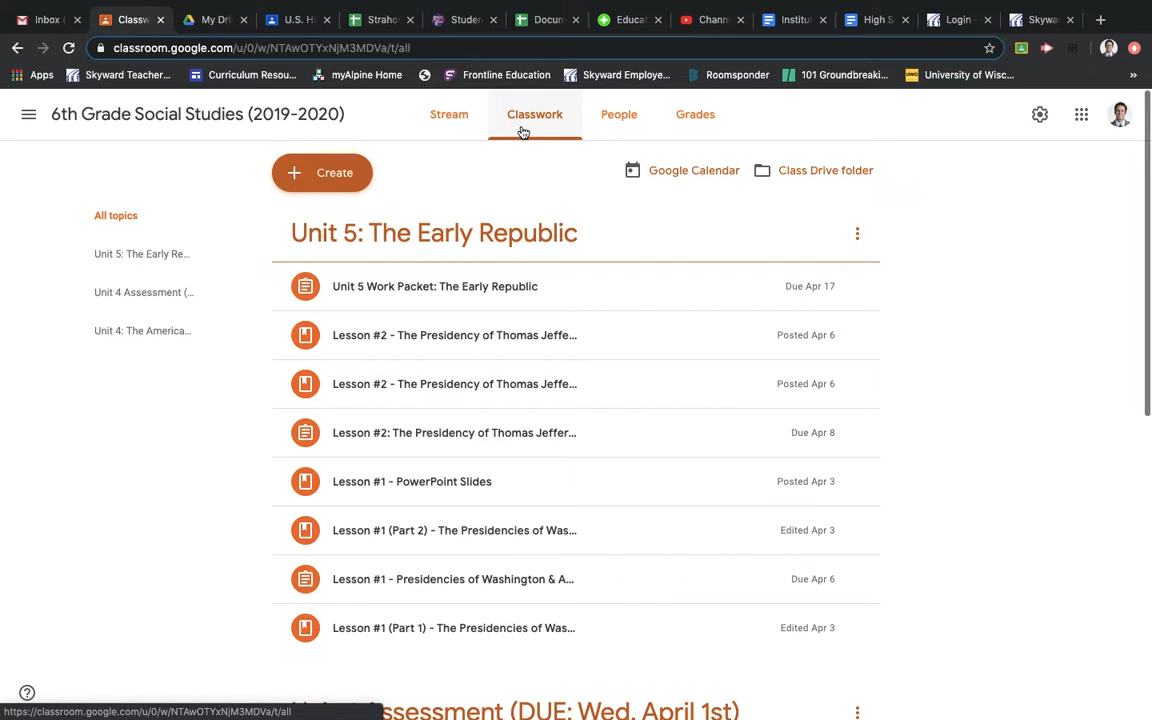 Inbox (
Classw
My Dri
U.S. Hi
Straho
Studen
Docum
Educat
Chann
Institu
High S
Login -
Skywa
classroom.google.com/u/0/w/NTAwOTYxNjM3MDVa/t/all
Apps
Skyward Teacher...
Curriculum Resou...
myAlpine Home
Frontline Education
Skyward Employe...
Roomsponder
101 Groundbreaki...
University of Wisc...
6th Grade Social Studies (2019-2020)
Stream
Classwork
People
Grades
Create
Google Calendar
Class Drive folder
All topics
Unit 5: The Early Re...
Unit 4 Assessment (...
Unit 4: The America...
Unit 5: The Early Republic
Unit 5 Work Packet: The Early Republic Due Apr 17
Lesson #2 - The Presidency of Thomas Jeffe... Posted Apr 6
Lesson #2 - The Presidency of Thomas Jeffe... Posted Apr 6
Lesson #2: The Presidency of Thomas Jeffer... Due Apr 8
Lesson #1 - PowerPoint Slides Posted Apr 3
Lesson #1 (Part 2) - The Presidencies of Was... Edited Apr 3
Lesson #1 - Presidencies of Washington & A... Due Apr 6
Lesson #1 (Part 1) - The Presidencies of Was... Edited Apr 3
ssessment (DUE: Wed. April 1st)
https://classroom.google.com/u/0/w/NTAwOTYxNjM3MDVa/t/all